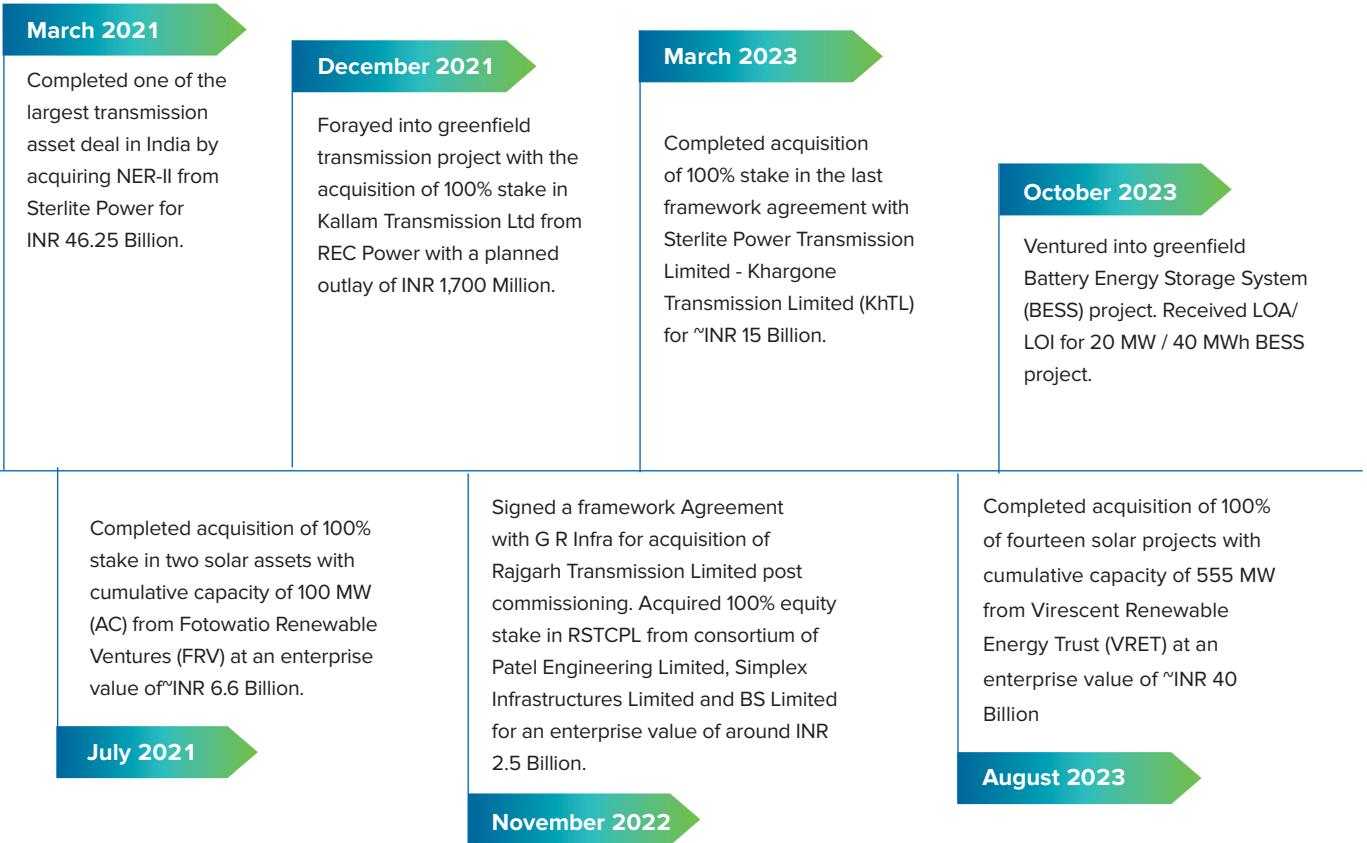 March 2021
Completed one of the
largest transmission
asset deal in India by
acquiring NER-II from
Sterlite Power for
INR 46.25 Billion.
December 2021
Forayed into greenfield
transmission project with the
acquisition of 100% stake in
Kallam Transmission Ltd from
REC Power with a planned
outlay of INR 1,700 Million.
March 2023
Completed acquisition
of 100% stake in the last
framework agreement with
Sterlite Power Transmission
Limited - Khargone
Transmission Limited (KhTL)
for ~INR 15 Billion.
October 2023
Ventured into greenfield
Battery Energy Storage System
(BESS) project. Received LOA/
LOI for 20 MW / 40 MWh BESS
project.
Completed acquisition of 100%
stake in two solar assets with
cumulative capacity of 100 MW
(AC) from Fotowatio Renewable
Ventures (FRV) at an enterprise
value of~INR 6.6 Billion.
July 2021
Signed a framework Agreement
with G R Infra for acquisition of
Rajgarh Transmission Limited post
commissioning. Acquired 100% equity
stake in RSTCPL from consortium of
Patel Engineering Limited, Simplex
Infrastructures Limited and BS Limited
for an enterprise value of around INR
2.5 Billion.
November 2022
Completed acquisition of 100%
of fourteen solar projects with
cumulative capacity of 555 MW
from Virescent Renewable
Energy Trust (VRET) at an
enterprise value of ~INR 40
Billion
August 2023